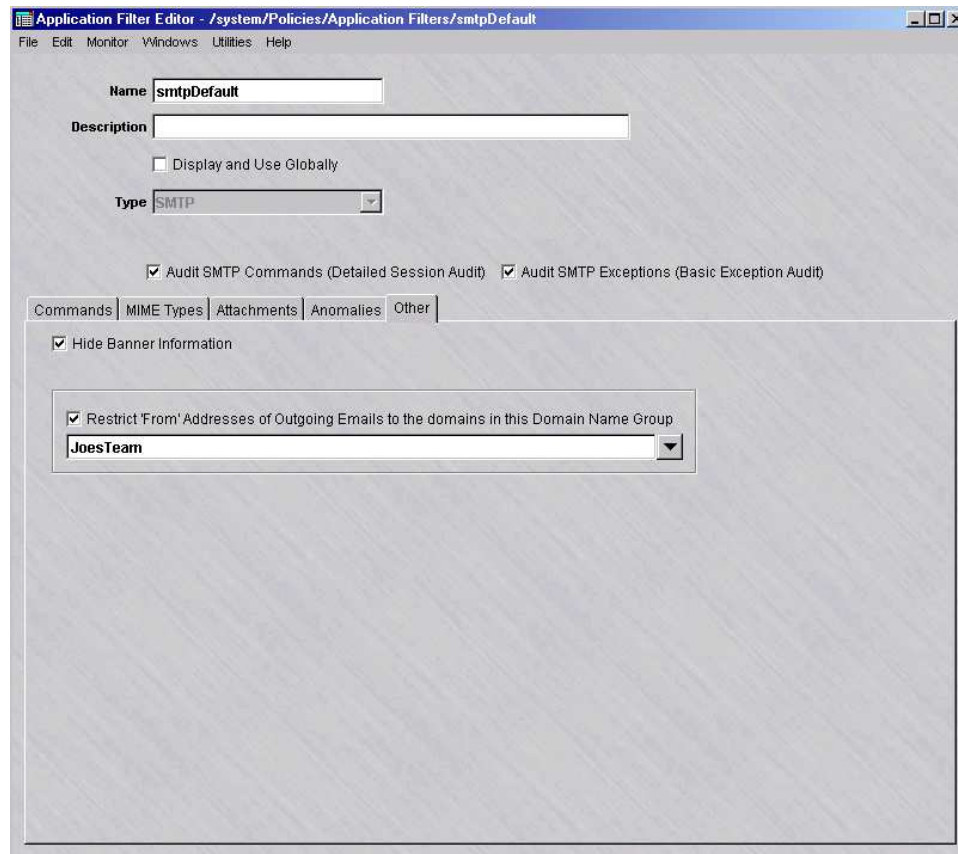 Application Filter Editor - /system/Policies/Application Filters/smtpDefault
File Edit Monitor Windows Utilities Help
Name smtpDefault
Description
Display and Use Globally
Type SMTP
Audit SMTP Commands (Detailed Session Audit) Audit SMTP Exceptions (Basic Exception Audit)
Commands MIME Types Attachments Anomalies Other
Hide Banner Information
Restrict 'From' Addresses of Outgoing Emails to the domains in this Domain Name Group
JoesTeam